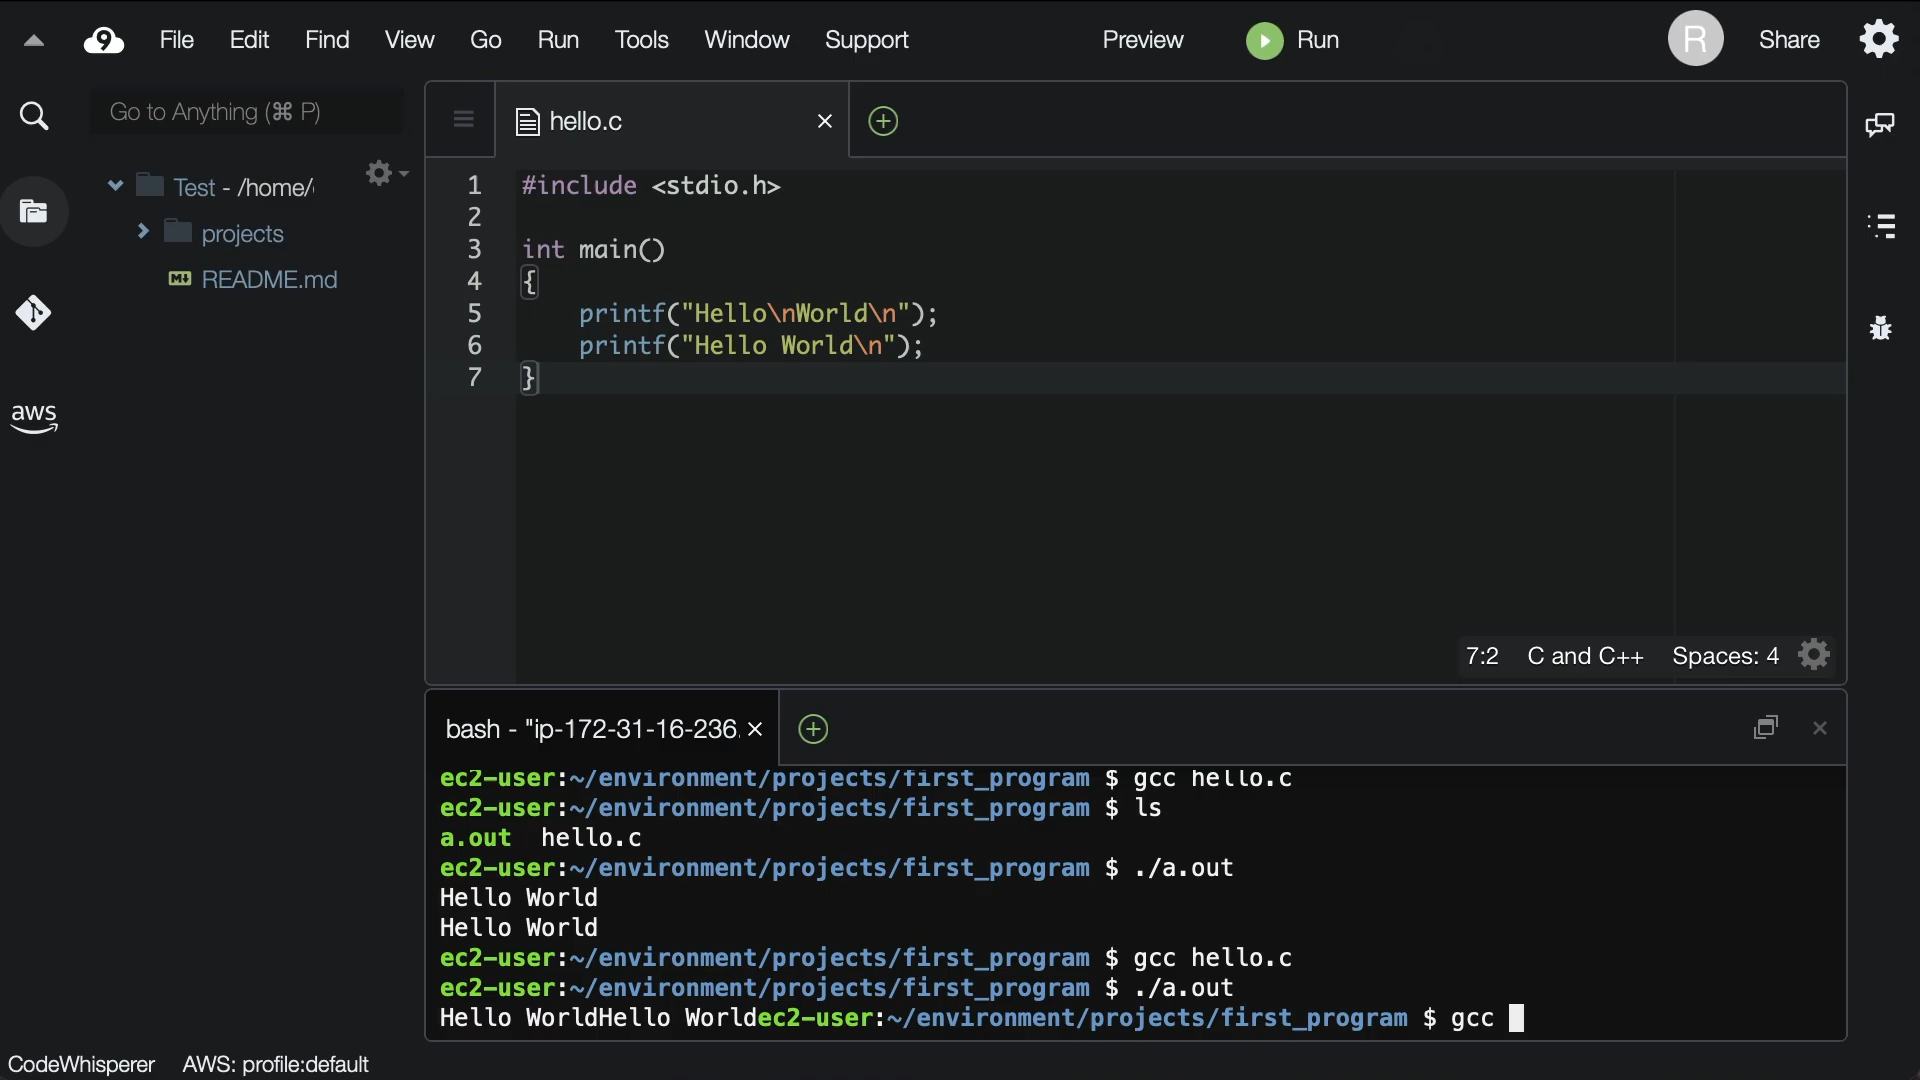 9 File Edit Find View Go Run Tools Window Support Preview Run R Share
Go to Anything (⌘ P)
hello.c
Test - /home/
projects
README.md
aws
1 #include <stdio.h>
2
3 int main()
4 {
5     printf("Hello\nWorld\n");
6     printf("Hello World\n");
7 }
7:2 C and C++ Spaces: 4
bash - "ip-172-31-16-236.
ec2-user:~/environment/projects/first_program $ gcc hello.c
ec2-user:~/environment/projects/first_program $ ls
a.out  hello.c
ec2-user:~/environment/projects/first_program $ ./a.out
Hello World
Hello World
ec2-user:~/environment/projects/first_program $ gcc hello.c
ec2-user:~/environment/projects/first_program $ ./a.out
Hello WorldHello Worldec2-user:~/environment/projects/first_program $ gcc
CodeWhisperer AWS: profile:default